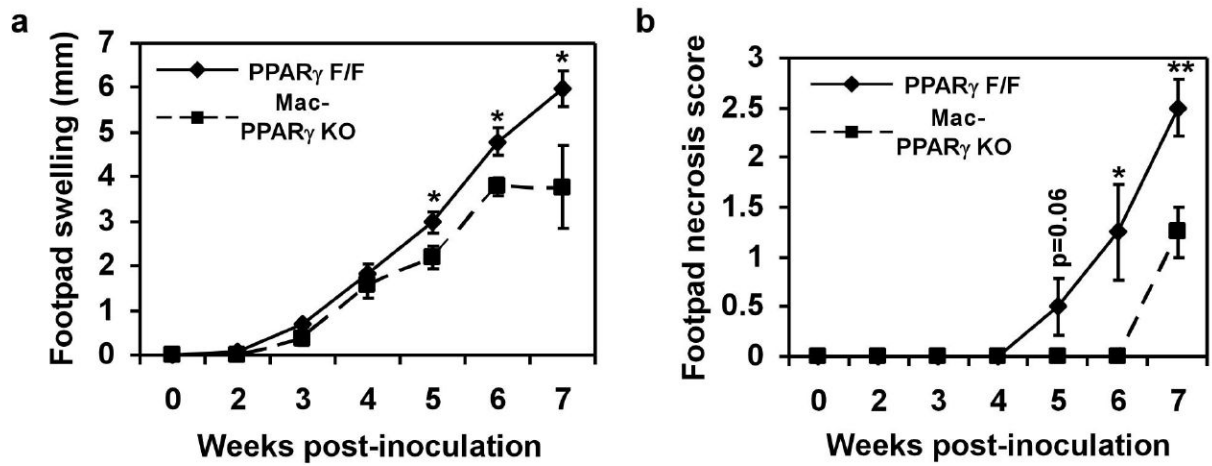 a
Footpad swelling (mm)
7
6
5
4
3
2
1
0
PPARγ F/F
Mac-
PPARγ KO
*
*
*
0 2 3 4 5 6 7
Weeks post-inoculation
b
Footpad necrosis score
3
2.5
2
1.5
1
0.5
0
PPARγ F/F
Mac-
PPARγ KO
p=0.06
*
**
0 2 3 4 5 6 7
Weeks post-inoculation